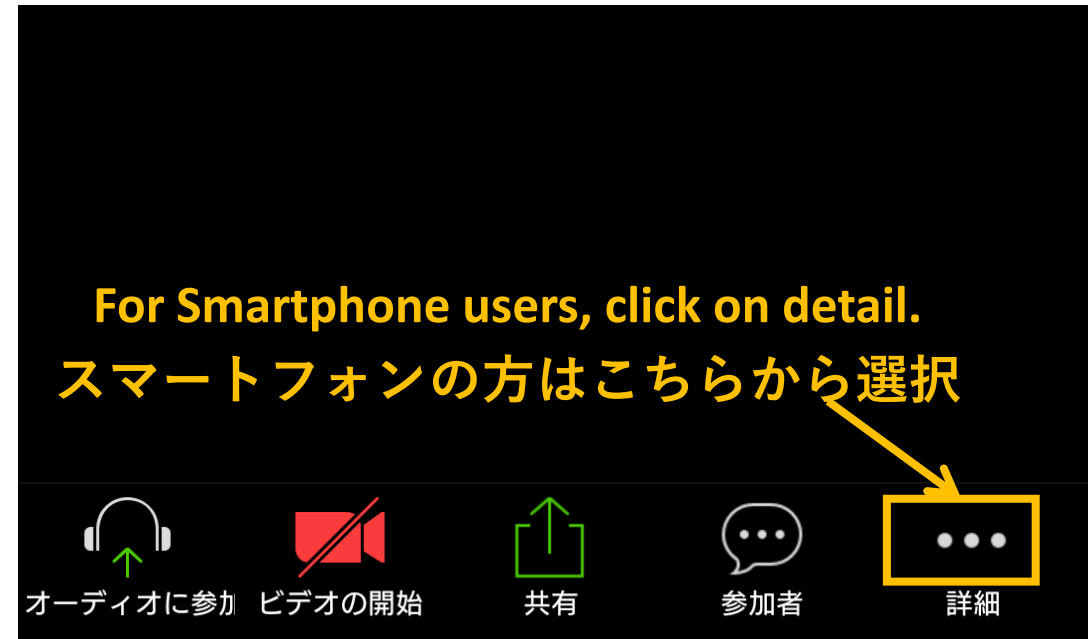 For Smartphone users, click on detail.
スマートフォンの方はこちらから選択
オーディオに参加 ビデオの開始 共有 参加者 詳細